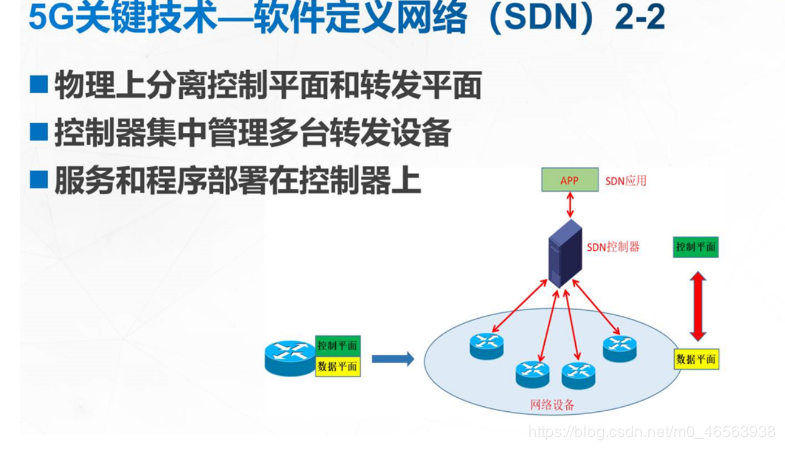 5G关键技术—软件定义网络（SDN）2-2
物理上分离控制平面和转发平面
控制器集中管理多台转发设备
服务和程序部署在控制器上
APP
SDN应用
SDN控制器
控制平面
控制平面
数据平面
数据平面
网络设备
https://blog.csdn.net/m0_46563938